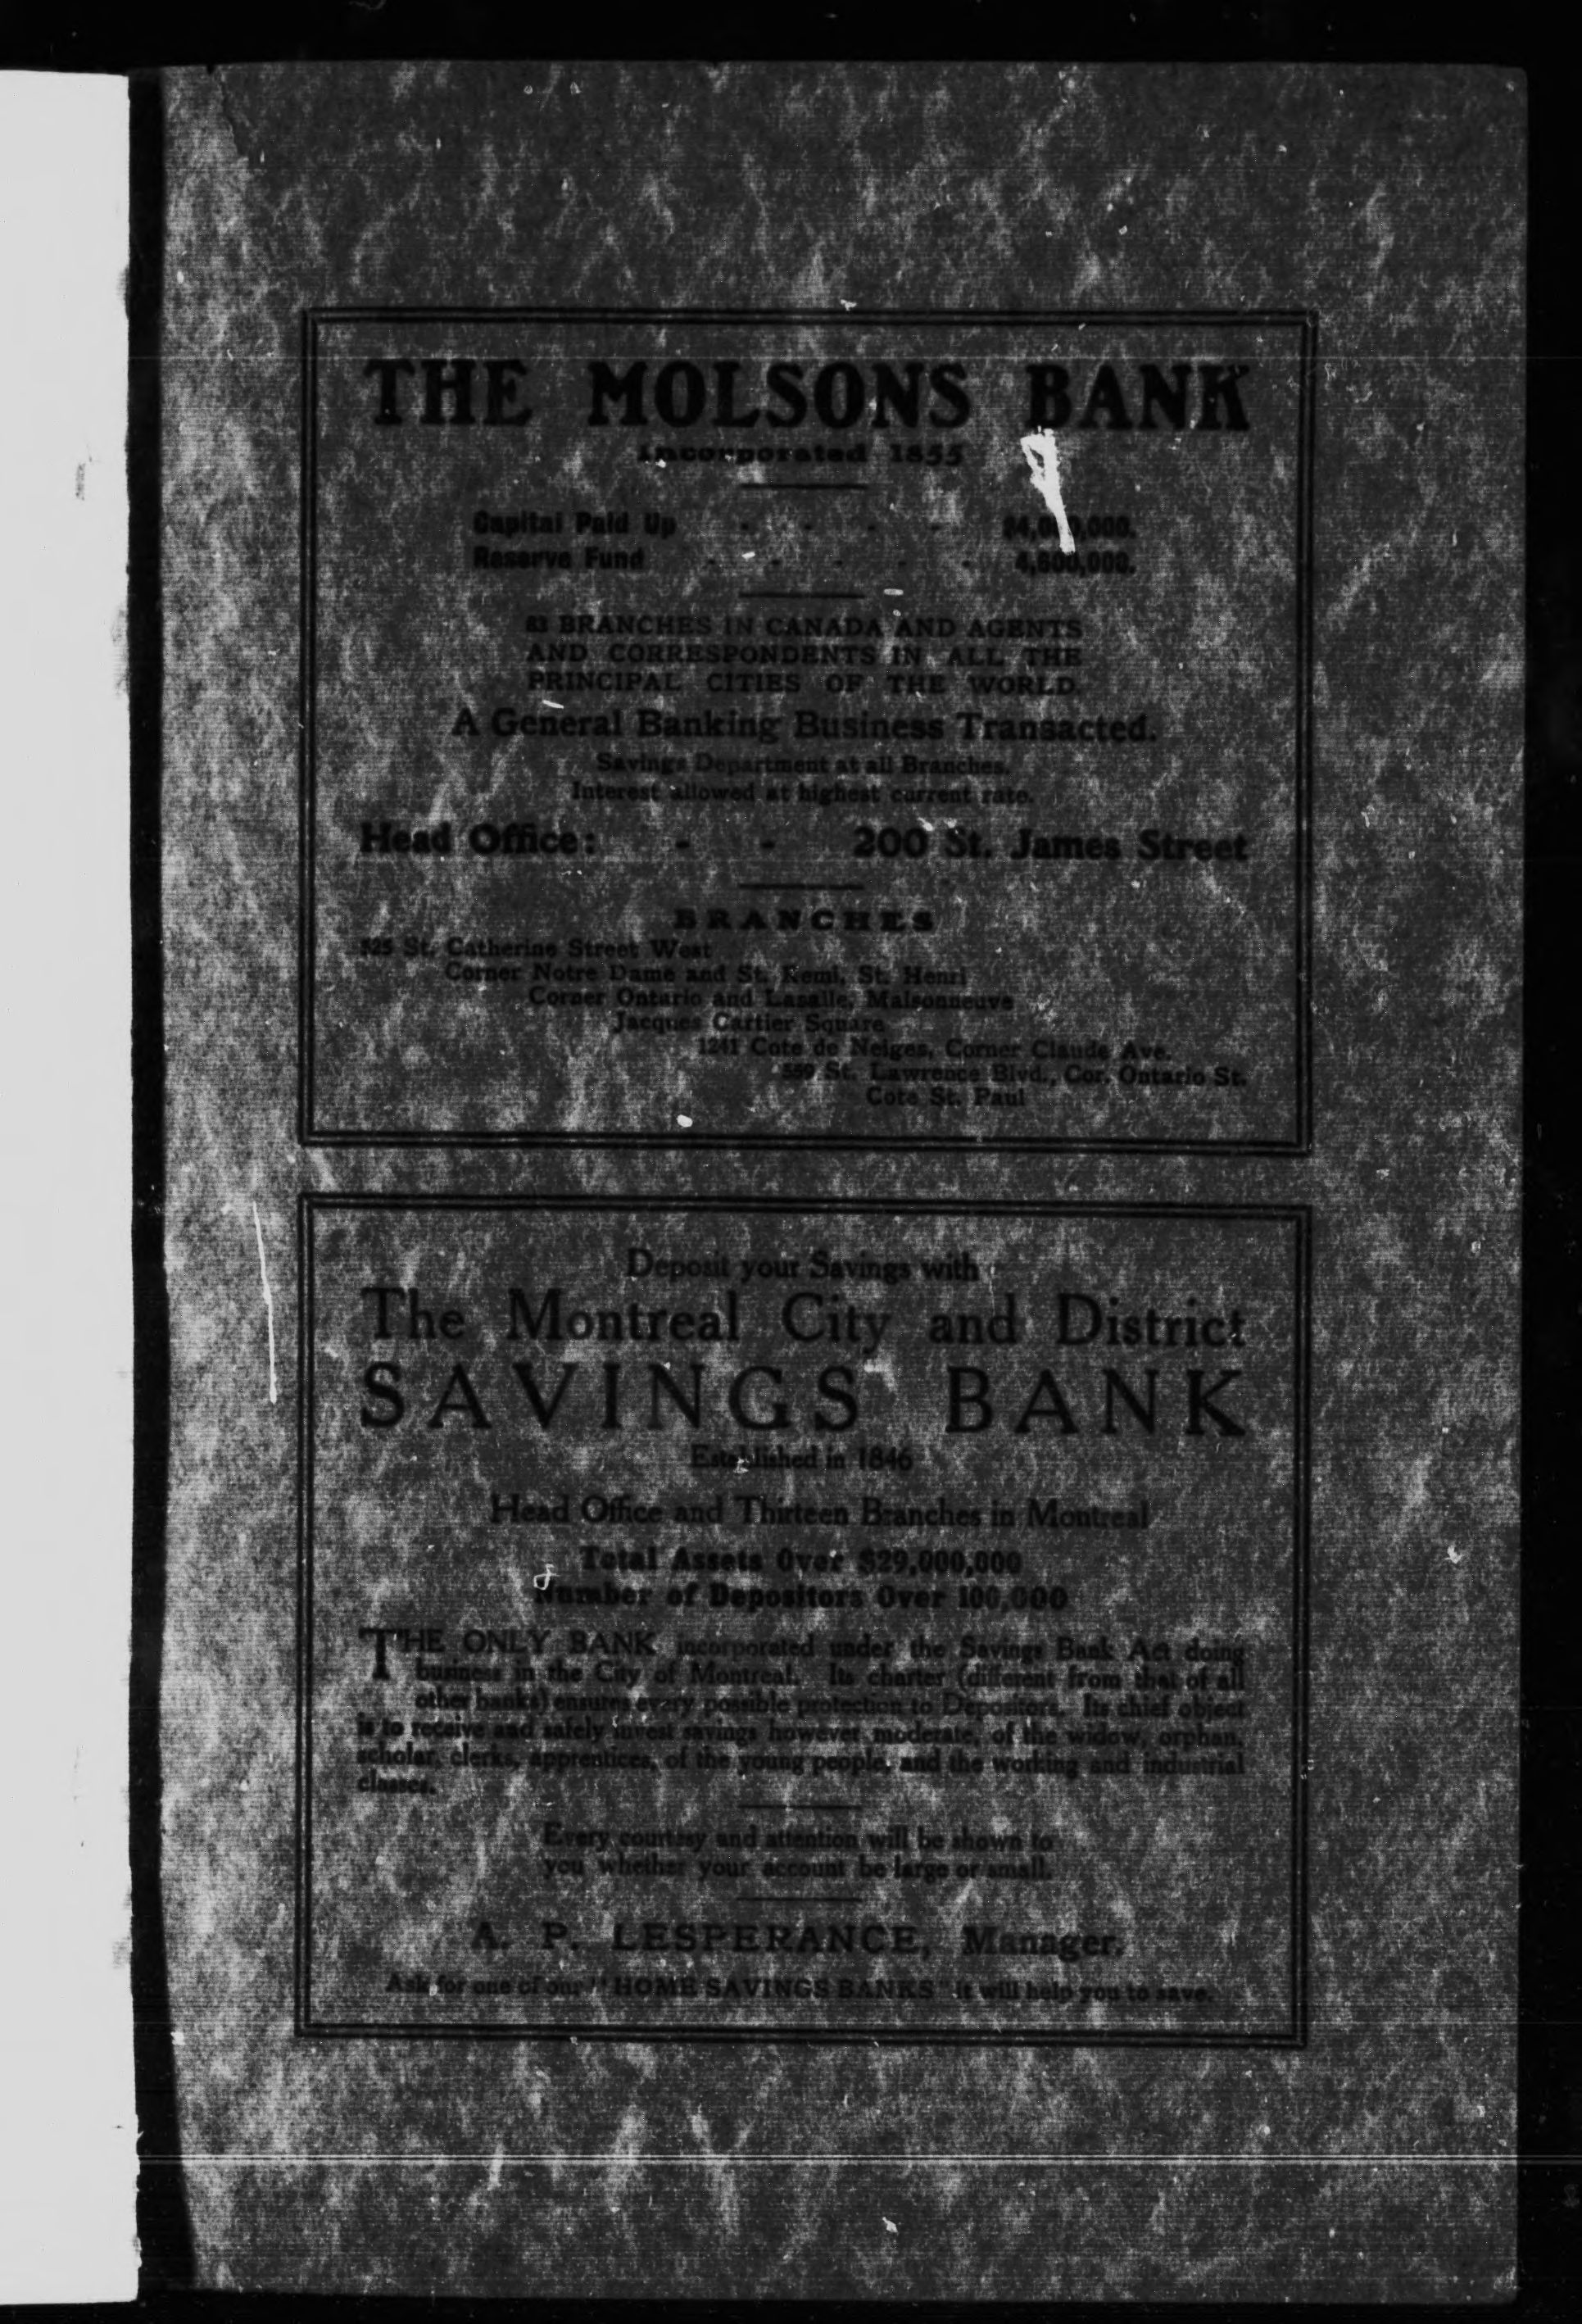 THE MOLSONS BANK
Incorporated 1855
Capital Paid Up - - - - $4,000,000.
Reserve Fund - - - - - 4,600,000.
BRANCHES IN CANADA AND AGENTS
AND CORRESPONDENTS IN ALL THE
PRINCIPAL CITIES OF THE WORLD.
A General Banking Business Transacted.
Savings Department at all Branches.
Interest allowed at highest current rate.
Head Office: - - 200 St. James Street
BRANCHES
525 St. Catherine Street West
Corner Notre Dame and St. Remi, St. Henri
Corner Ontario and Lasalle, Maisonneuve
Jacques Cartier Square
1241 Cote de Neiges, Corner Claude Ave.
559 St. Lawrence Blvd., Cor. Ontario St.
Cote St. Paul
Deposit your Savings with
The Montreal City and District
SAVINGS BANK
Established in 1846
Head Office and Thirteen Branches in Montreal
Total Assets Over $29,000,000
Number of Depositors Over 100,000
THE ONLY BANK incorporated under the Savings Bank Act doing
business in the City of Montreal. Its charter (different from that of all
other banks) ensures every possible protection to Depositors. Its chief object
is to receive and safely invest savings however moderate, of the widow, orphan,
scholar, clerks, apprentices, of the young people, and the working and industrial
classes.
Every courtesy and attention will be shown to
you whether your account be large or small.
A. P. LESPERANCE, Manager.
Ask for one of our "HOME SAVINGS BANKS" it will help you to save.